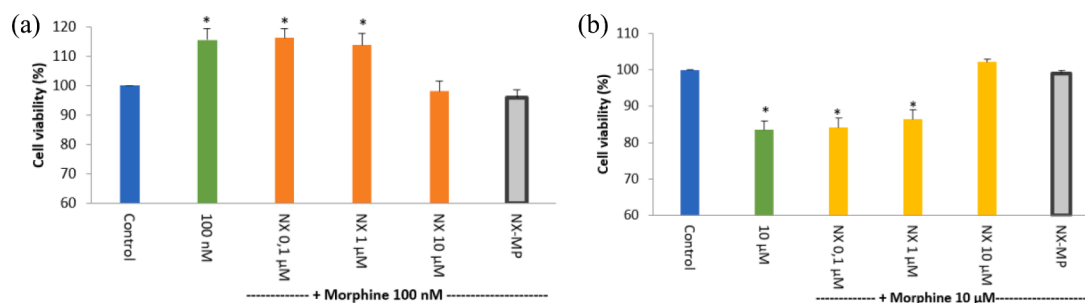 (a)
Cell viability (%)
120
110
100
90
80
70
60
*
*
*
Control
100 nM
NX 0,1 µM
NX 1 µM
NX 10 µM
NX-MP
------------- + Morphine 100 nM --------------------
(b)
Cell viability (%)
110
100
90
80
70
60
*
*
*
Control
10 µM
NX 0,1 µM
NX 1 µM
NX 10 µM
NX-MP
------------- + Morphine 10 µM--------------------